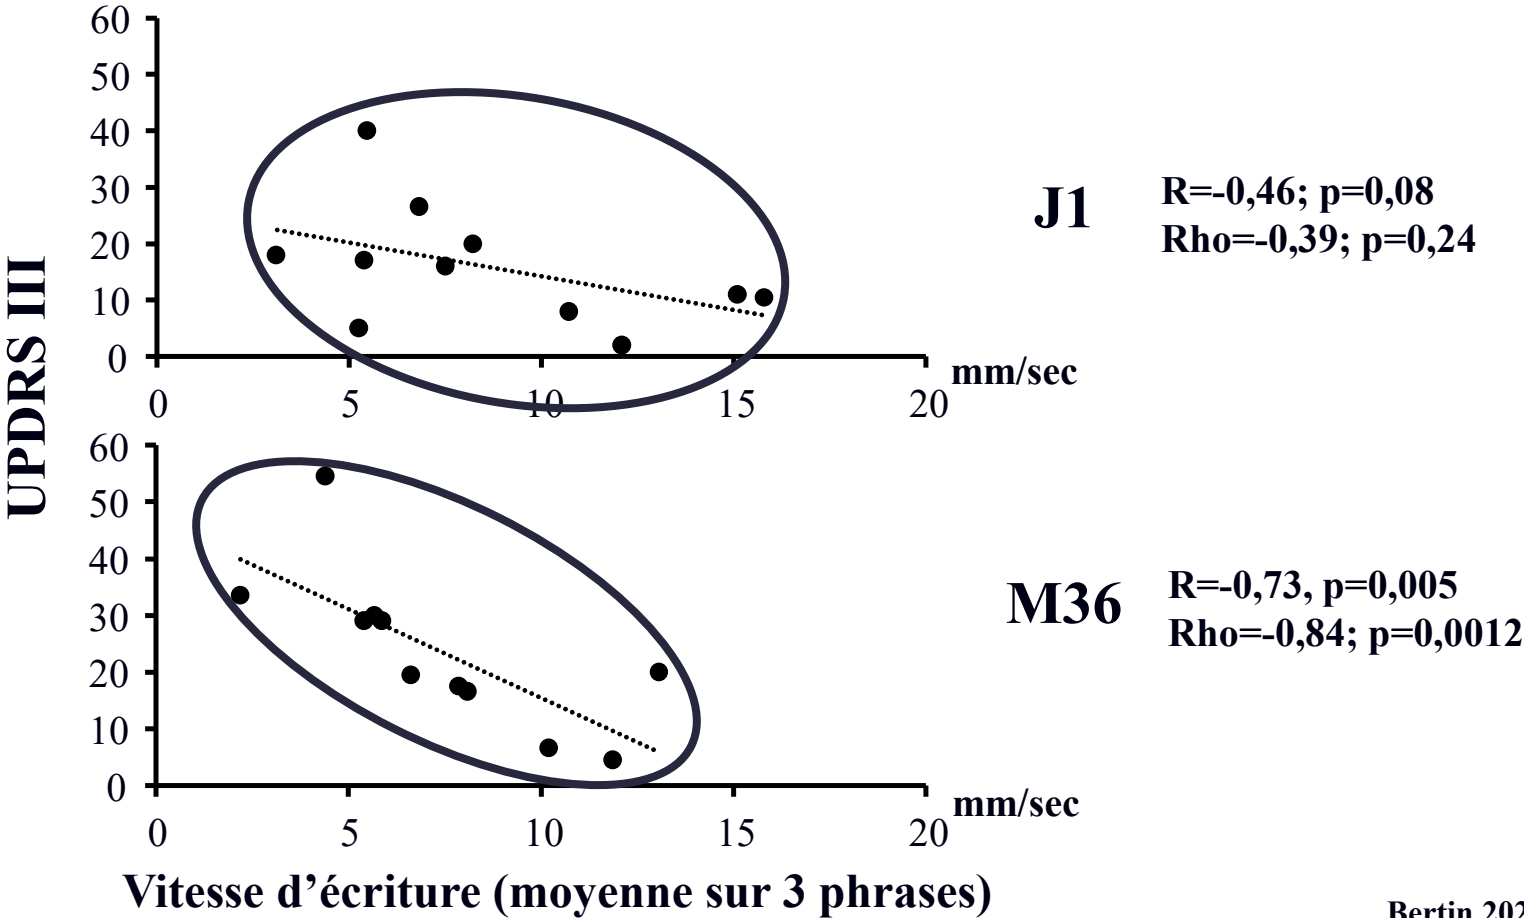 UPDRS III
60
50
40
30
20
10
0
0 5 10 15 20
mm/sec
J1
R=-0,46; p=0,08
Rho=-0,39; p=0,24
60
50
40
30
20
10
0
0 5 10 15 20
mm/sec
M36
R=-0,73, p=0,005
Rho=-0,84; p=0,0012
Vitesse d’écriture (moyenne sur 3 phrases)
Bertin